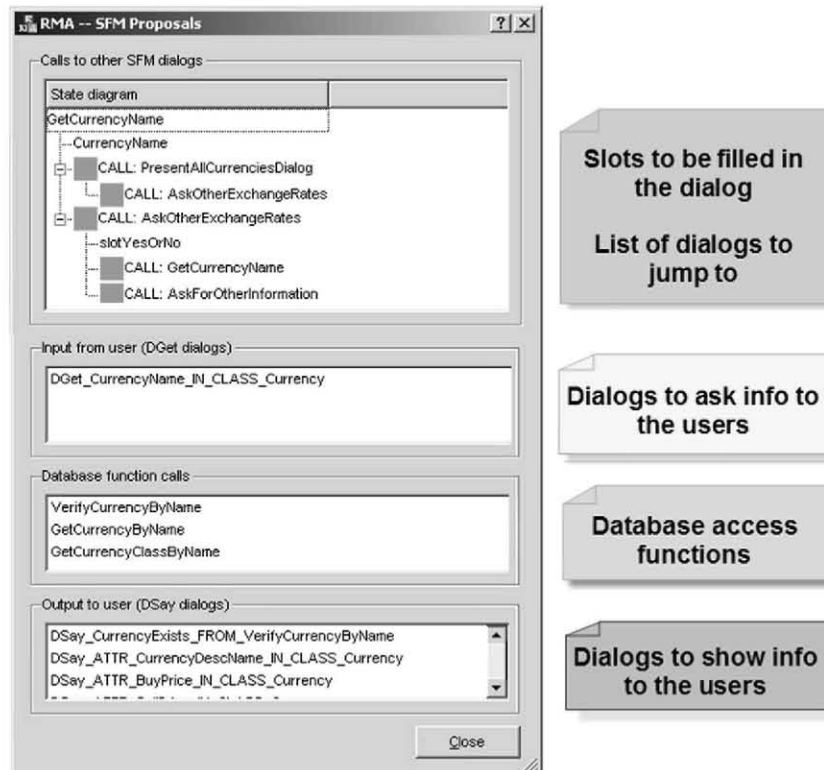 RMA -- SFM Proposals
Calls to other SFM dialogs
State diagram
GetCurrencyName
CurrencyName
CALL: PresentAllCurrenciesDialog
CALL: AskOtherExchangeRates
CALL: AskOtherExchangeRates
slotYesOrNo
CALL: GetCurrencyName
CALL: AskForOtherInformation
Slots to be filled in
the dialog
List of dialogs to
jump to
Input from user (DGet dialogs)
DGet_CurrencyName_IN_CLASS_Currency
Dialogs to ask info to
the users
Database function calls
VerifyCurrencyByName
GetCurrencyByName
GetCurrencyClassByName
Database access
functions
Output to user (DSay dialogs)
DSay_CurrencyExists_FROM_VerifyCurrencyByName
DSay_ATTR_CurrencyDescName_IN_CLASS_Currency
DSay_ATTR_BuyPrice_IN_CLASS_Currency
Dialogs to show info
to the users
Close